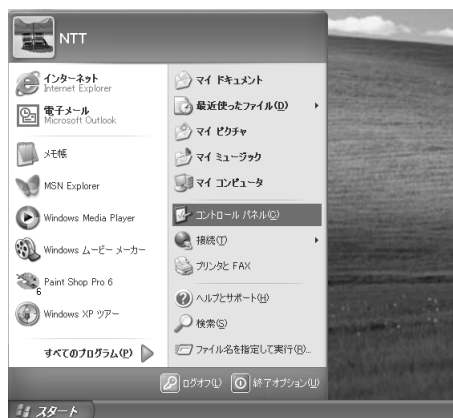 NTT
インターネット
Internet Explorer
電子メール
Microsoft Outlook
メモ帳
MSN Explorer
Windows Media Player
Windows ムービー メーカー
Paint Shop Pro 6
6
Windows XP ツアー
すべてのプログラム(P)
マイ ドキュメント
最近使ったファイル(D)
マイ ピクチャ
マイ ミュージック
マイ コンピュータ
コントロール パネル(C)
接続(T)
プリンタと FAX
ヘルプとサポート(H)
検索(S)
ファイル名を指定して実行(R)...
ログオフ(L)
終了オプション(U)
スタート